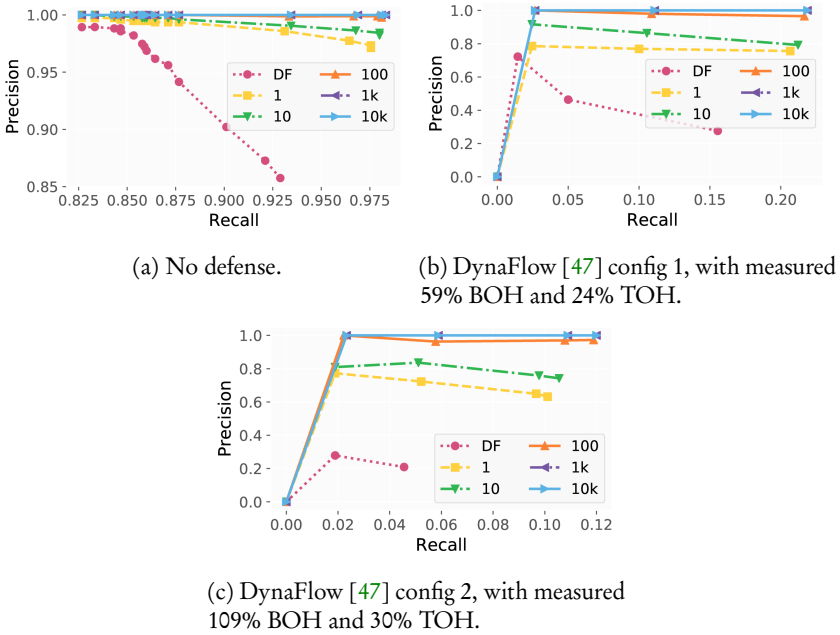 1.00
0.95
0.90
0.85
Precision
0.825 0.850 0.875 0.900 0.925 0.950 0.975
Recall
DF 100
1 1k
10 10k
(a) No defense.
1.0
0.8
0.6
0.4
0.2
0.0
Precision
0.00 0.05 0.10 0.15 0.20
Recall
DF 100
1 1k
10 10k
(b) DynaFlow [47] config 1, with measured
59% BOH and 24% TOH.
1.0
0.8
0.6
0.4
0.2
0.0
Precision
0.00 0.02 0.04 0.06 0.08 0.10 0.12
Recall
DF 100
1 1k
10 10k
(c) DynaFlow [47] config 2, with measured
109% BOH and 30% TOH.